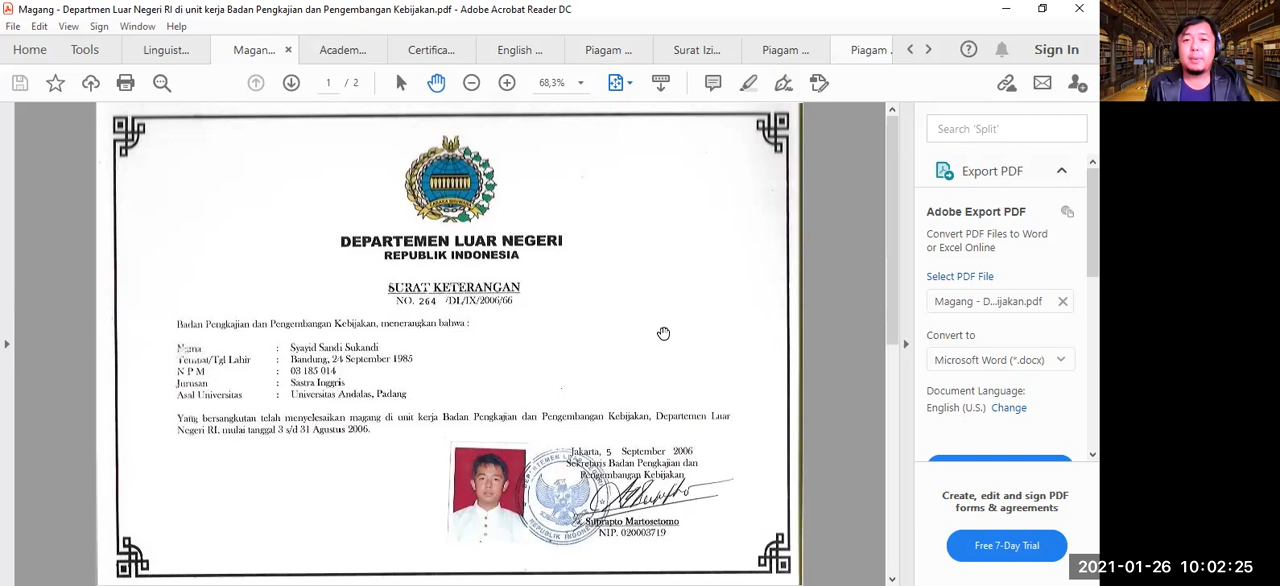 Magang - Departmen Luar Negeri RI di unit kerja Badan Pengkajian dan Pengembangan Kebijakan.pdf - Adobe Acrobat Reader DC
File Edit View Sign Window Help
Home Tools Linguist... Magan... Academ... Certifica... English ... Piagam ... Surat Izi... Piagam ... Piagam . Sign In
1 / 2 68,3%
DEPARTEMEN LUAR NEGERI
REPUBLIK INDONESIA
SURAT KETERANGAN
NO. 264 /DL/IX/2006/66
Badan Pengkajian dan Pengembangan Kebijakan, menerangkan bahwa :
Nama : Syayid Sandi Sukandi
Tempat/Tgl Lahir : Bandung, 24 September 1985
N P M : 03 185 014
Jurusan : Sastra Inggris
Asal Universitas : Universitas Andalas, Padang
Yang bersangkutan telah menyelesaikan magang di unit kerja Badan Pengkajian dan Pengembangan Kebijakan, Departemen Luar
Negeri RI, mulai tanggal 3 s/d 31 Agustus 2006.
Jakarta, 5 September 2006
Sekretaris Badan Pengkajian dan
Pengembangan Kebijakan
Suprapto Martosetomo
NIP. 020003719
Search 'Split'
Export PDF
Adobe Export PDF
Convert PDF Files to Word
or Excel Online
Select PDF File
Magang - D...ijakan.pdf
Convert to
Microsoft Word (*.docx)
Document Language:
English (U.S.) Change
Create, edit and sign PDF
forms & agreements
Free 7-Day Trial
2021-01-26 10:02:25